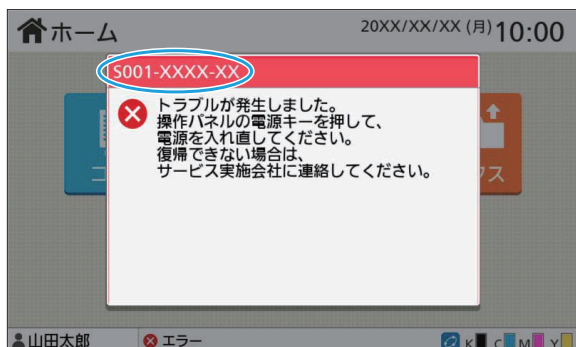 ホーム
20XX/XX/XX (月) 10:00
S001-XXXX-XX
トラブルが発生しました。
操作パネルの電源キーを押して、
電源を入れ直してください。
復帰できない場合は、
サービス実施会社に連絡してください。
コ
クス
山田太郎
エラー
K C M Y